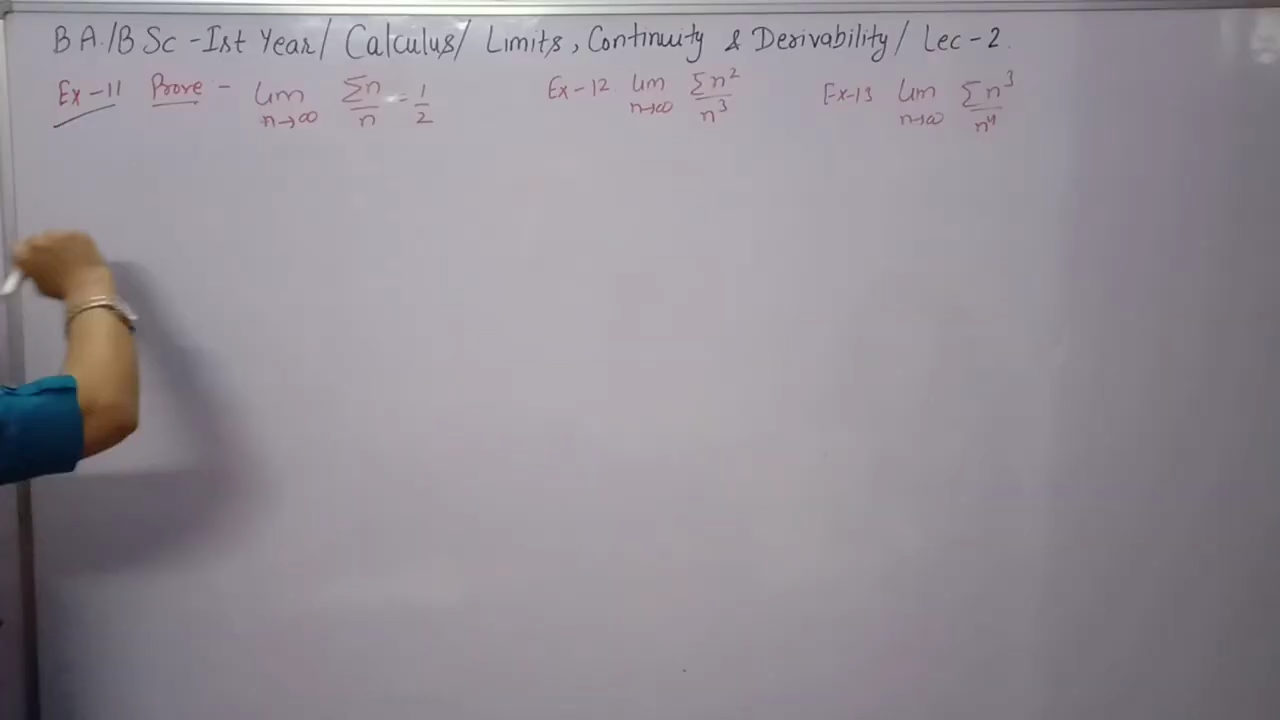 B A./B Sc - Ist Year/ Calculus/ Limits, Continuity & Derivability/ Lec - 2.
Ex - 11 Prove - lim n→∞ Σn/n = 1/2 Ex - 12 lim n→∞ Σn²/n³ Ex-13 lim n→∞ Σn³/n⁴